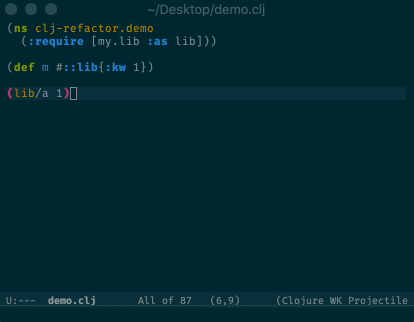 ~/Desktop/demo.clj
(ns clj-refactor.demo
  (:require [my.lib :as lib]))
(def m #::lib{:kw 1})
(lib/a 1)
U:---  demo.clj      All of 87   (6,9)      (Clojure WK Projectile